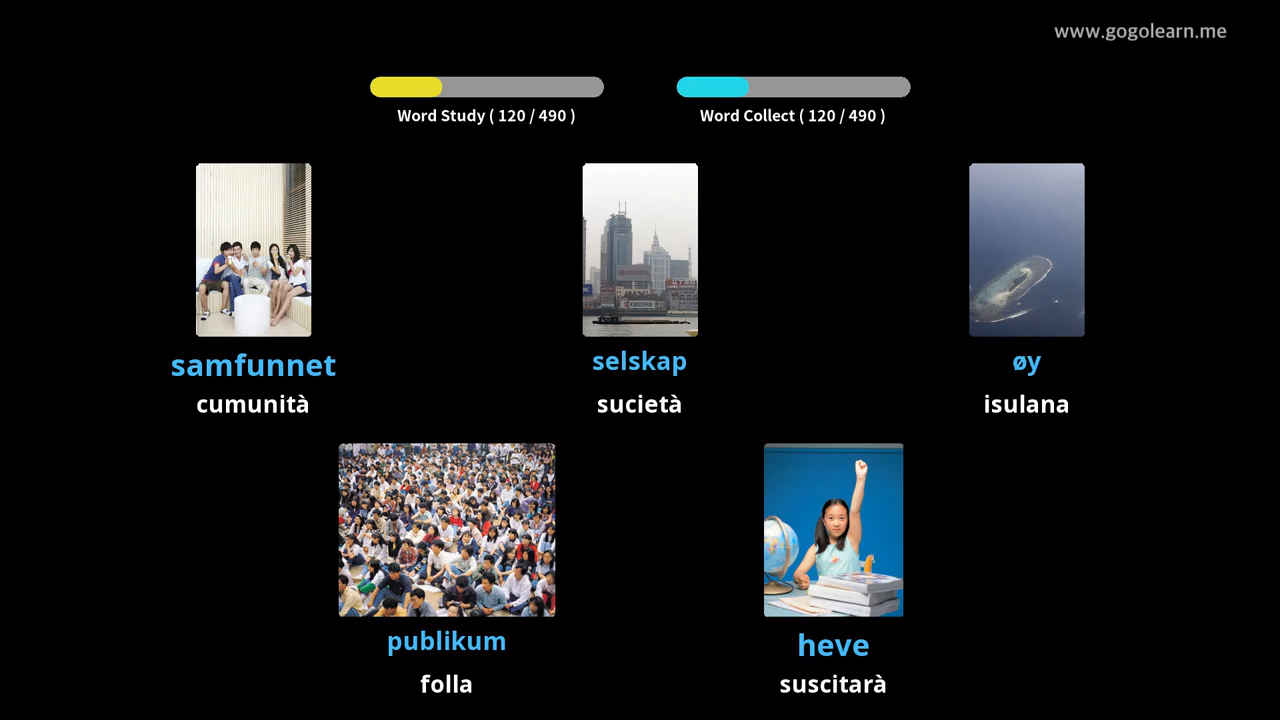 www.gogolearn.me
Word Study ( 120 / 490 )
Word Collect ( 120 / 490 )
TOYOTA
samfunnet
selskap
øy
cumunità
sucietà
isulana
publikum
heve
folla
suscitarà